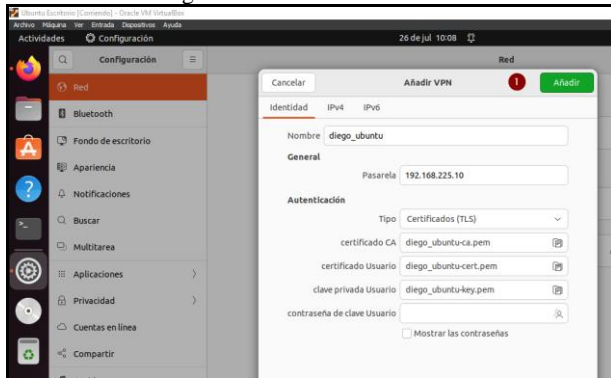 Ubuntu Escritorio [Corriendo] - Oracle VM VirtualBox
Archivo Máquina Ver Entrada Dispositivos Ayuda
Actividades Configuración 26 de jul 10:08
Configuración Red
Red
Bluetooth
Fondo de escritorio
Apariencia
Notificaciones
Buscar
Multitarea
Aplicaciones
Privacidad
Cuentas en línea
Compartir
Cancelar Añadir VPN 1 Añadir
Identidad IPv4 IPv6
Nombre diego_ubuntu
General
Pasarela 192.168.225.10
Autenticación
Tipo Certificados (TLS)
certificado CA diego_ubuntu-ca.pem
certificado Usuario diego_ubuntu-cert.pem
clave privada Usuario diego_ubuntu-key.pem
contraseña de clave Usuario
Mostrar las contraseñas